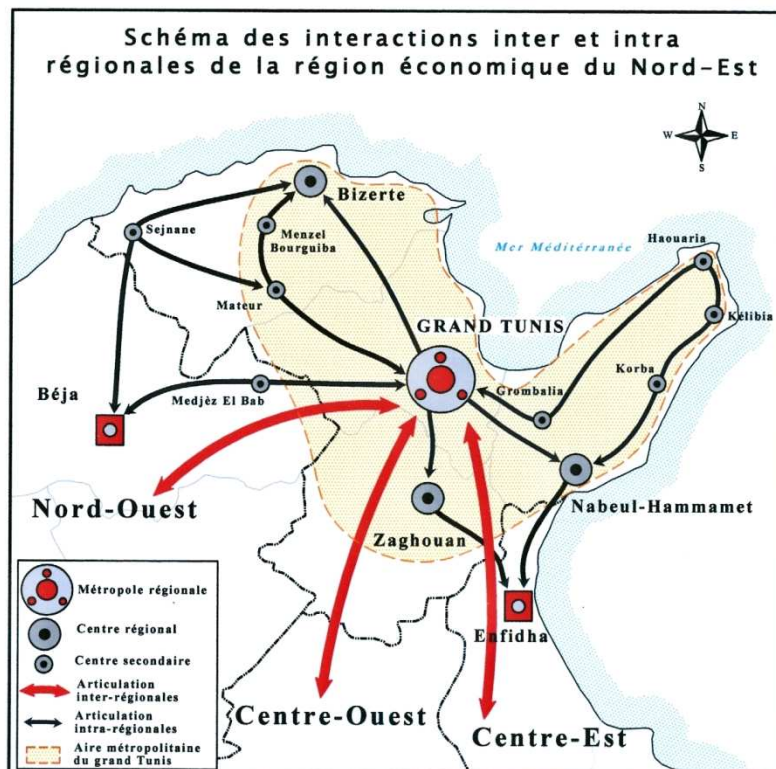 Schéma des interactions inter et intra
régionales de la région économique du Nord-Est
N
W E
S
Bizerte
Sejnane
Menzel
Bourguiba
Mer Méditérranée
Haouaria
Mateur
GRAND TUNIS
Kélibia
Korba
Béja
Medjèz El Bab
Grombalia
Nord-Ouest
Nabeul-Hammamet
Zaghouan
Enfidha
Centre-Ouest
Centre-Est
Métropole régionale
Centre régional
Centre secondaire
Articulation
inter-régionales
Articulation
intra-régionales
Aire métropolitaine
du grand Tunis